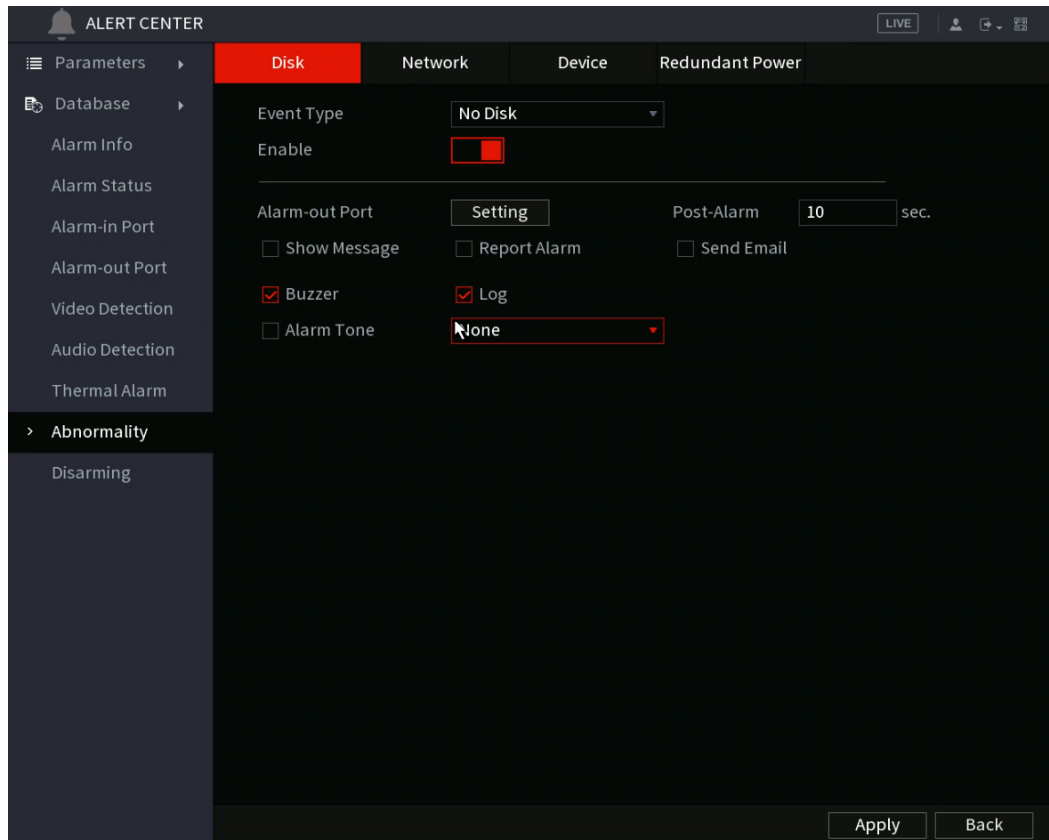 ALERT CENTER
LIVE
Parameters
Database
Alarm Info
Alarm Status
Alarm-in Port
Alarm-out Port
Video Detection
Audio Detection
Thermal Alarm
Abnormality
Disarming
Disk Network Device Redundant Power
Event Type No Disk
Enable
Alarm-out Port Setting Post-Alarm 10 sec.
Show Message Report Alarm Send Email
Buzzer Log
Alarm Tone None
Apply Back